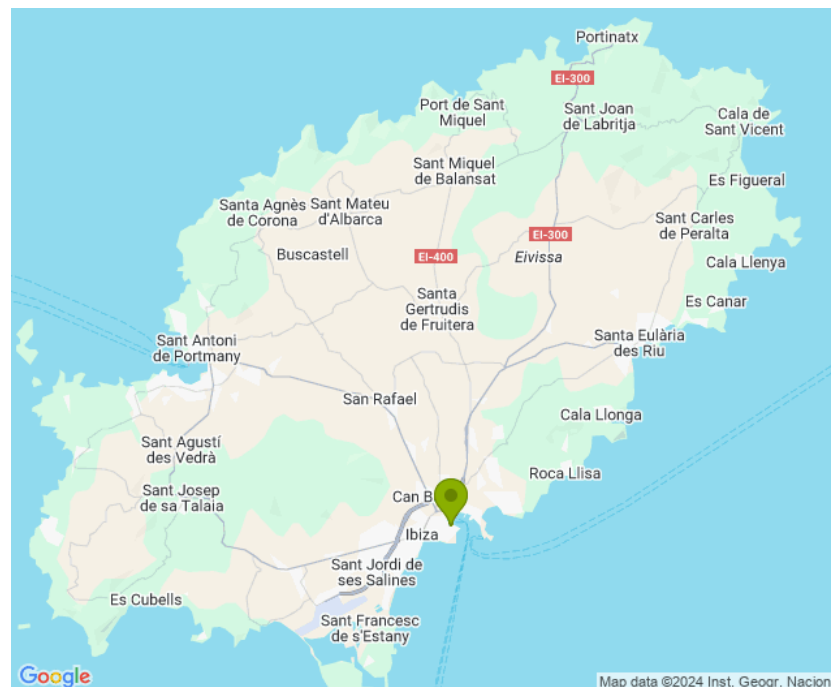 Portinatx
EI-300
Port de Sant
Miquel
Sant Joan
de Labritja
Cala de
Sant Vicent
Sant Miquel
de Balansat
Es Figueral
Santa Agnès
de Corona
Sant Mateu
d'Albarca
Sant Carles
de Peralta
EI-300
Buscastell
EI-400
Eivissa
Cala Llenya
Santa
Gertrudis
de Fruitera
Es Canar
Sant Antoni
de Portmany
Santa Eulària
des Riu
San Rafael
Cala Llonga
Sant Agustí
des Vedrà
Roca Llisa
Sant Josep
de sa Talaia
Can B
Ibiza
Sant Jordi de
ses Salines
Es Cubells
Sant Francesc
de s'Estany
Google
Map data ©2024 Inst. Geogr. Nacion